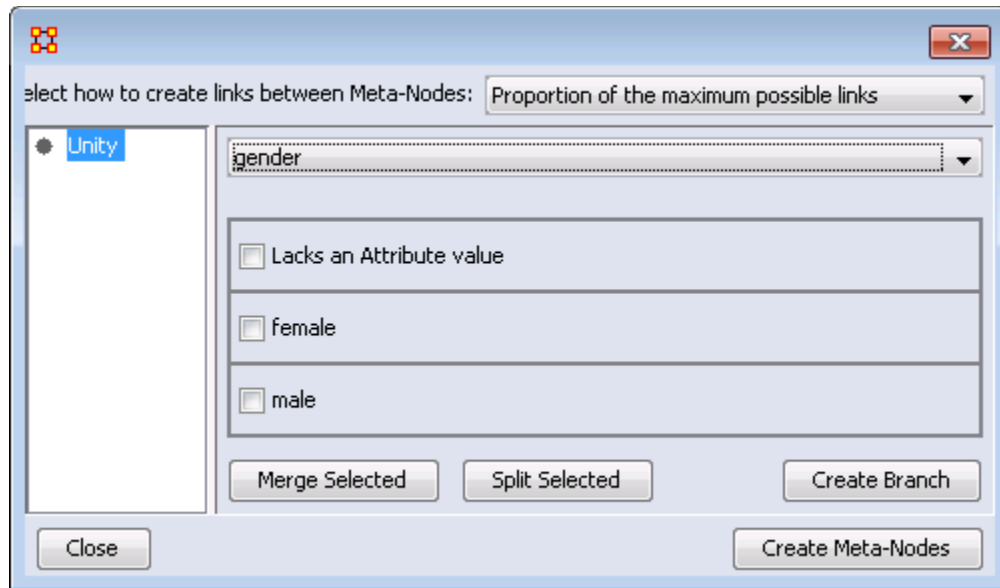 elect how to create links between Meta-Nodes: Proportion of the maximum possible links
Unity
gender
Lacks an Attribute value
female
male
Merge Selected Split Selected Create Branch
Close Create Meta-Nodes